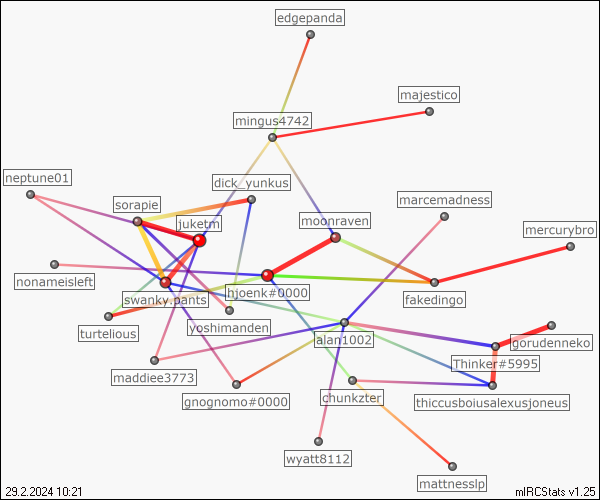 edgepanda
majestico
mingus4742
neptune01
dick_yunkus
marcemadness
sorapie
juketm
moonraven
mercurybro
nonameisleft
swanky.pants
hjoenk#0000
fakedingo
turtelious
yoshimanden
alan1002
gorudenneko
Thinker#5995
maddiee3773
gnognomo#0000
chunkzter
thiccusboiusalexusjoneus
wyatt8112
mattnesslp
29.2.2024 10:21
mIRCStats v1.25